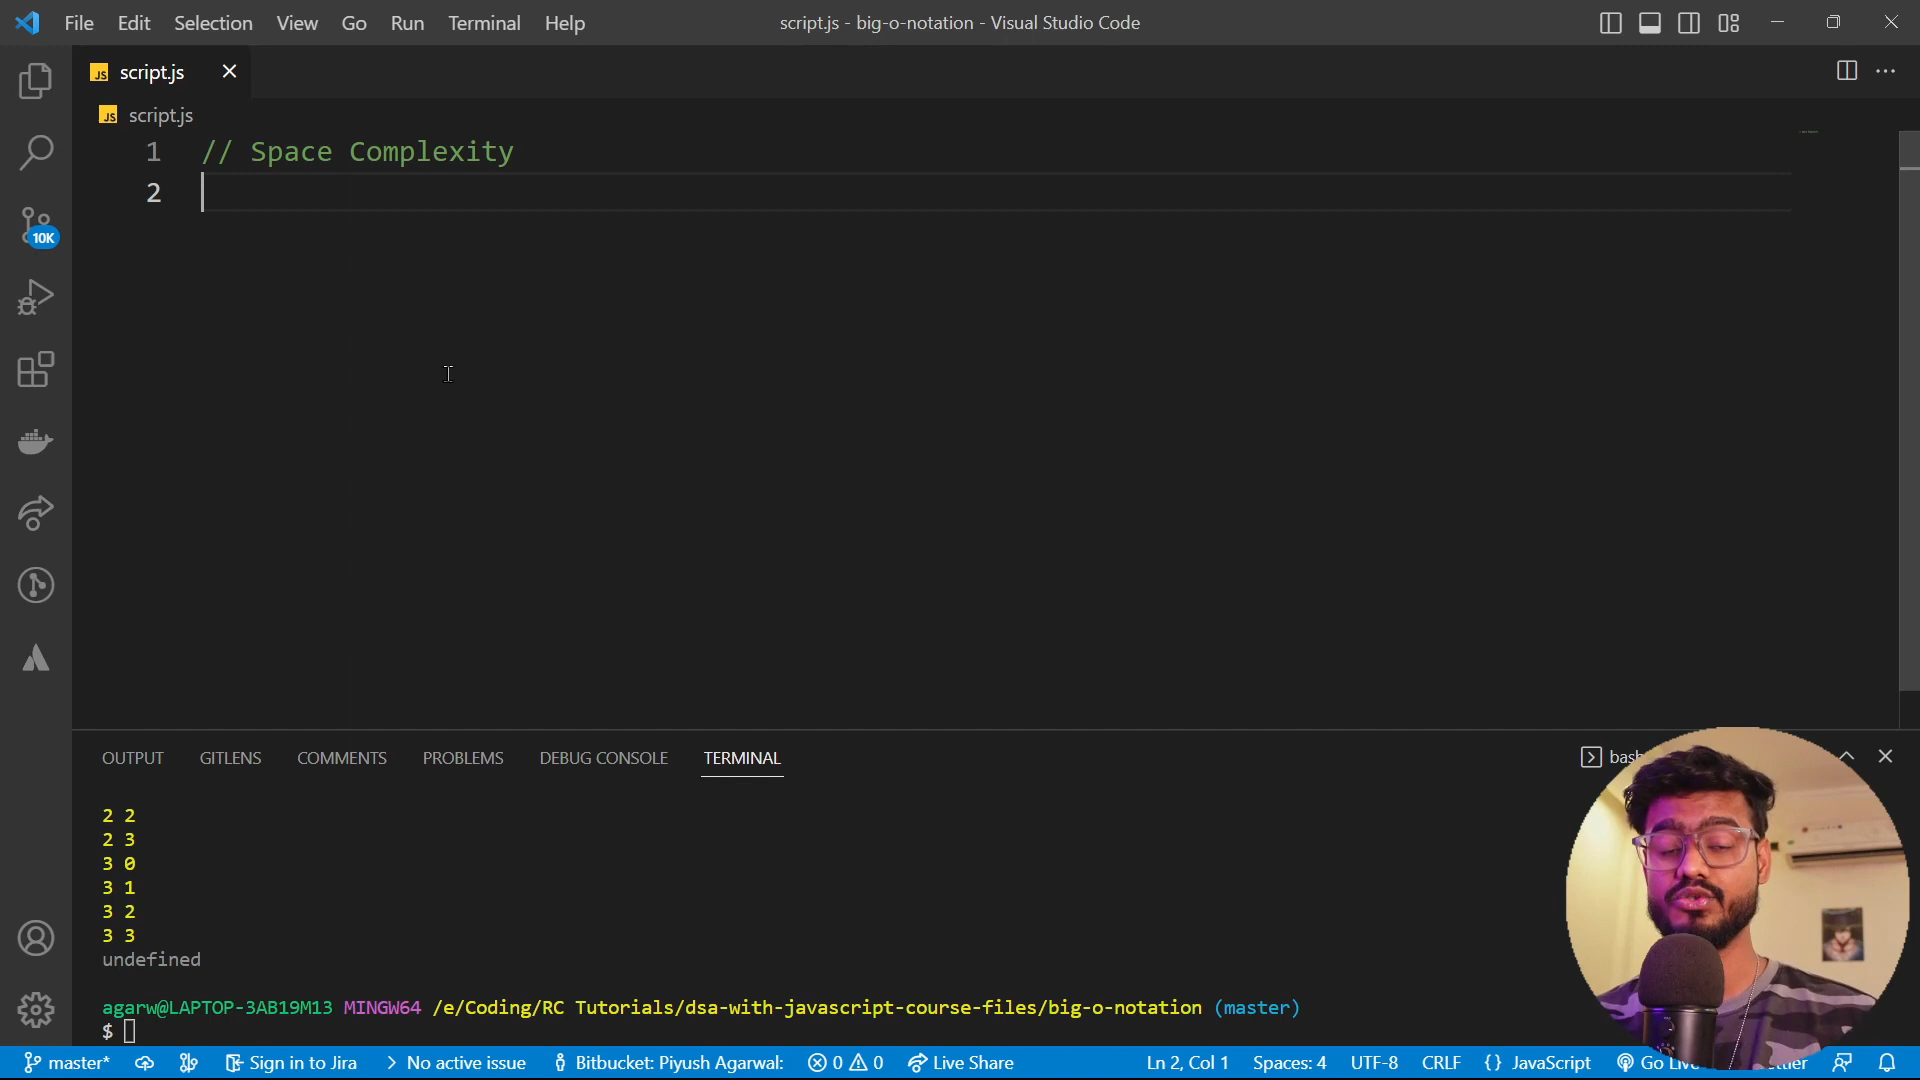 File Edit Selection View Go Run Terminal Help
script.js - big-o-notation - Visual Studio Code
JS script.js
JS script.js
1 // Space Complexity
2
10K
OUTPUT GITLENS COMMENTS PROBLEMS DEBUG CONSOLE TERMINAL
2 2
2 3
3 0
3 1
3 2
3 3
undefined
agarw@LAPTOP-3AB19M13 MINGW64 /e/Coding/RC Tutorials/dsa-with-javascript-course-files/big-o-notation (master)
$
master* Sign in to Jira No active issue Bitbucket: Piyush Agarwal: 0 0 Live Share Ln 2, Col 1 Spaces: 4 UTF-8 CRLF {} JavaScript Go